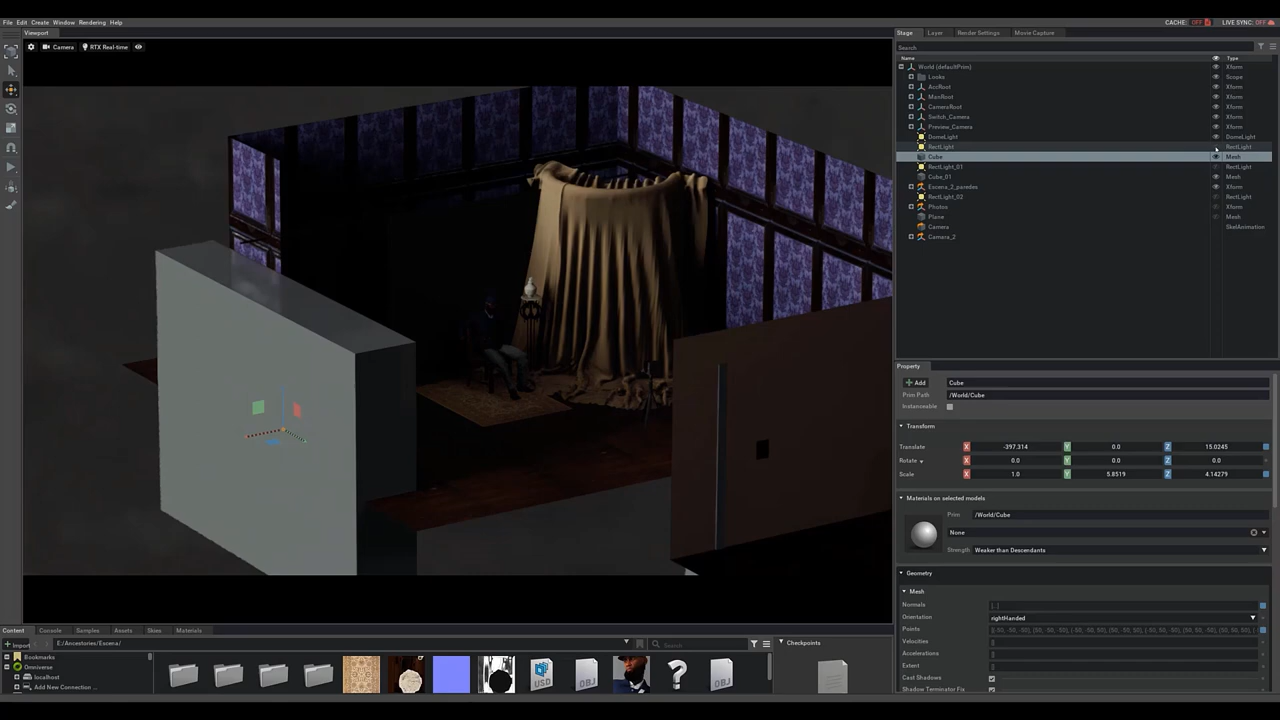 File Edit Create Window Rendering Help
CACHE: OFF
LIVE SYNC: OFF
Viewport
Camera
RTX Real-time
Stage Layer Render Settings Movie Capture
Search
Name Type
World (defaultPrim) Xform
Looks Scope
AccRoot Xform
ManRoot Xform
CameraRoot Xform
Switch_Camera Xform
Preview_Camera Xform
DomeLight DomeLight
RectLight RectLight
Cube Mesh
RectLight_01 RectLight
Cube_01 Mesh
Escena_2_paredes Xform
RectLight_02 RectLight
Photos Xform
Plane Mesh
Camera SkelAnimation
Camara_2
Property
Add Cube
Prim Path /World/Cube
Instanceable
Transform
Translate X -397.314 Y 0.0 Z 15.0245
Rotate X 0.0 Y 0.0 Z 0.0
Scale X 1.0 Y 5.8519 Z 4.14279
Materials on selected models
Prim /World/Cube
None
Strength Weaker than Descendants
Geometry
Mesh
Normals [...]
Orientation rightHanded
Points
Velocities []
Accelerations []
Extent []
Cast Shadows
Shadow Terminator Fix
Content Console Samples Assets Skies Materials
Import E:/Ancestories/Escena/
Search
Checkpoints
Bookmarks
Omniverse
localhost
Add New Connection ...
USD
OBJ
?
OBJ